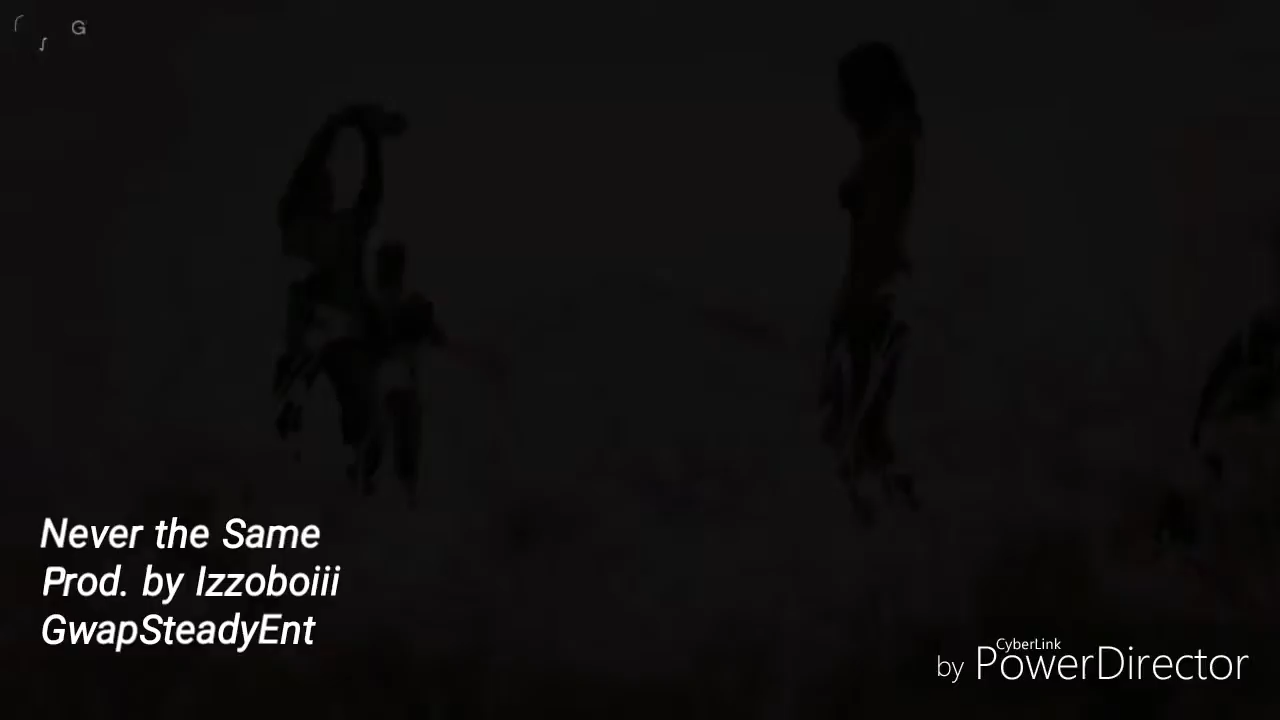 G
Never the Same
Prod. by Izzoboiii
GwapSteadyEnt
CyberLink
by PowerDirector